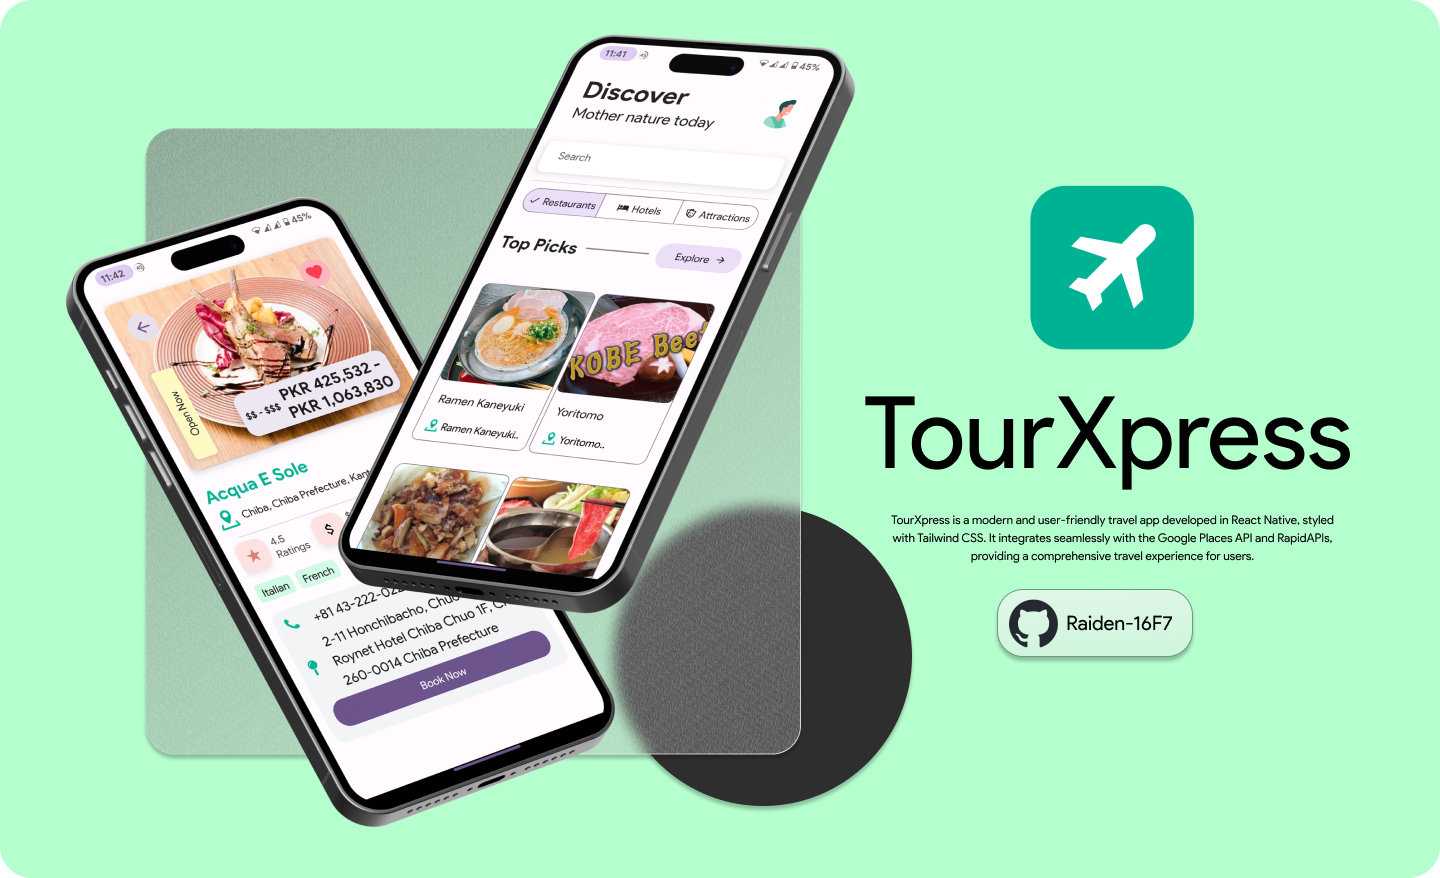 11:42
45%
PKR 425,532 -
$$ - $$$ PKR 1,063,830
Open Now
Acqua E Sole
Chiba, Chiba Prefecture,
4.5
Ratings
$
Italian
French
+81 43-222-02
2-11 Honchibacho, Chuo
Roynet Hotel Chiba Chuo 1F,
260-0014 Chiba Prefecture
Book Now
11:41
45%
Discover
Mother nature today
Search
Restaurants
Hotels
Attractions
Top Picks
Explore
KOBE Beef
Ramen Kaneyuki
Ramen Kaneyuki..
Yoritomo
Yoritomo..
TourXpress
TourXpress is a modern and user-friendly travel app developed in React Native, styled
with Tailwind CSS. It integrates seamlessly with the Google Places API and RapidAPIs,
providing a comprehensive travel experience for users.
Raiden-16F7